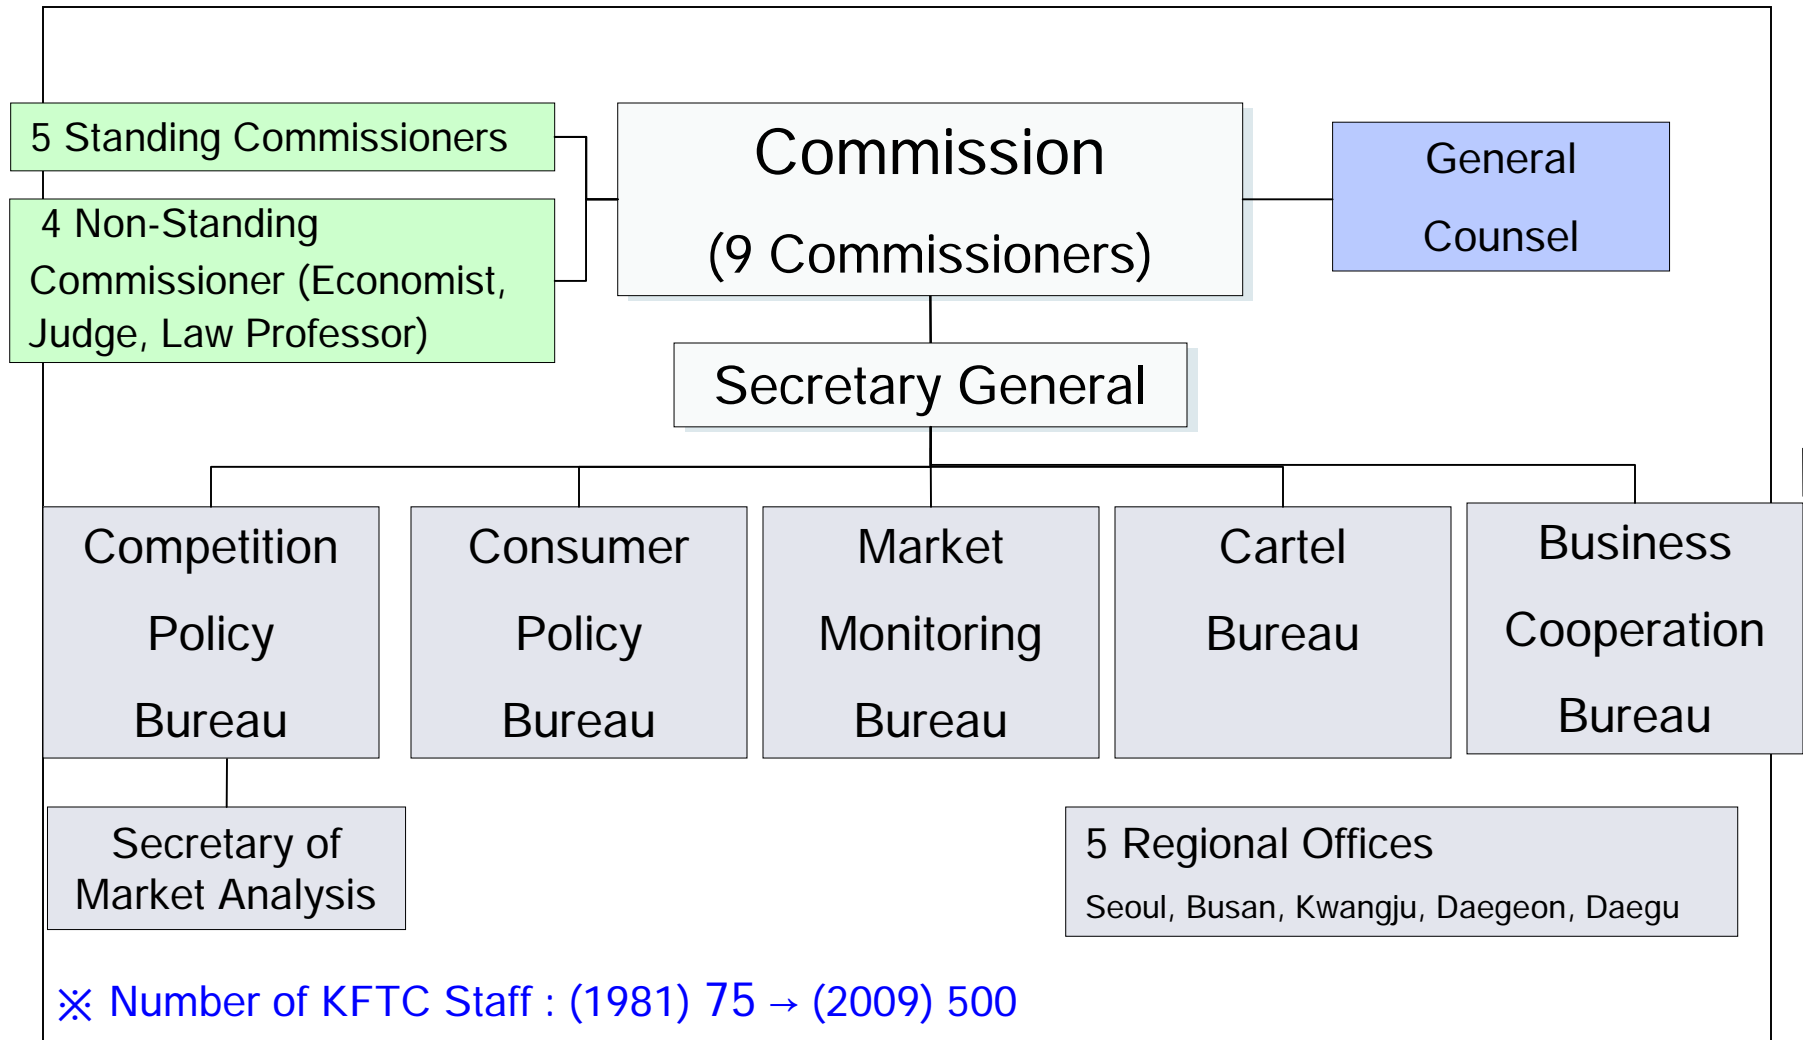 5 Standing Commissioners
4 Non-Standing
Commissioner (Economist,
Judge, Law Professor)
Commission
(9 Commissioners)
General
Counsel
Secretary General
Competition
Policy
Bureau
Consumer
Policy
Bureau
Market
Monitoring
Bureau
Cartel
Bureau
Business
Cooperation
Bureau
Secretary of
Market Analysis
5 Regional Offices
Seoul, Busan, Kwangju, Daegeon, Daegu
※ Number of KFTC Staff : (1981) 75 → (2009) 500